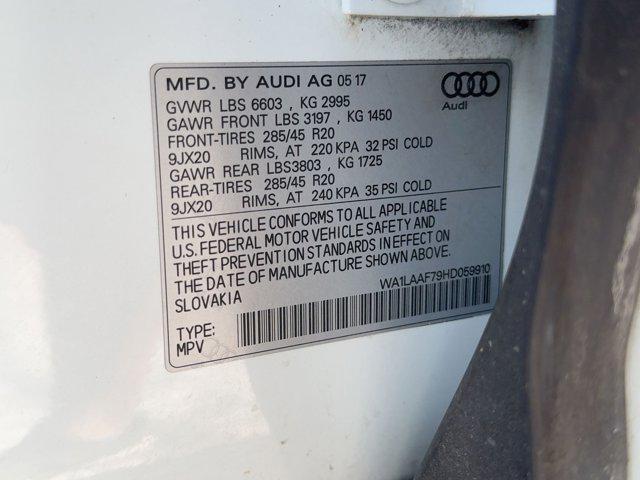 MFD. BY AUDI AG 05 17
Audi
GVWR LBS 6603 , KG 2995
GAWR FRONT LBS 3197 , KG 1450
FRONT-TIRES 285/45 R20
9JX20 RIMS, AT 220 KPA 32 PSI COLD
GAWR REAR LBS3803 , KG 1725
REAR-TIRES 285/45 R20
9JX20 RIMS, AT 240 KPA 35 PSI COLD
THIS VEHICLE CONFORMS TO ALL APPLICABLE
U.S. FEDERAL MOTOR VEHICLE SAFETY AND
THEFT PREVENTION STANDARDS IN EFFECT ON
THE DATE OF MANUFACTURE SHOWN ABOVE.
SLOVAKIA
WA1LAAF79HD059910
TYPE:
MPV